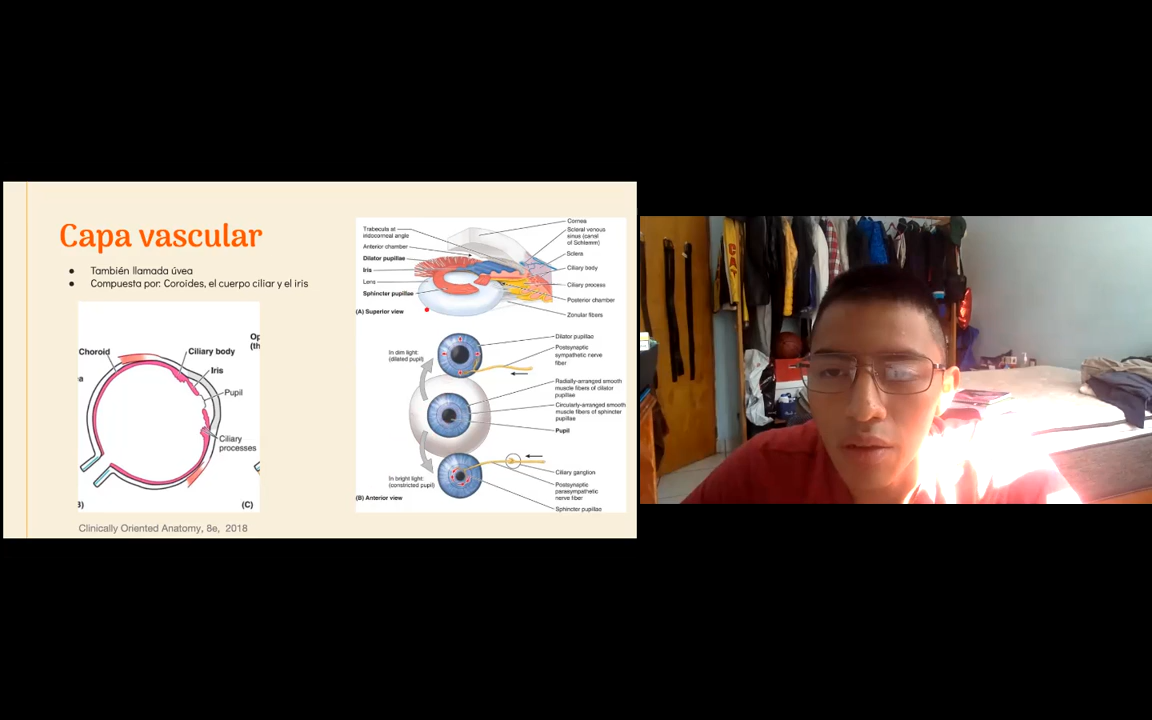 Capa vascular
● También llamada úvea
● Compuesta por: Coroides, el cuerpo ciliar y el iris
Choroid
Ciliary body
Iris
Pupil
Ciliary
processes
Op
(th
a
B)
(C)
Clinically Oriented Anatomy, 8e, 2018
Trabecula at
iridocorneal angle
Anterior chamber
Dilator pupillae
Iris
Lens
Sphincter pupillae
(A) Superior view
Cornea
Scleral venous
sinus (canal
of Schlemm)
Sclera
Ciliary body
Ciliary process
Posterior chamber
Zonular fibers
In dim light:
(dilated pupil)
Dilator pupillae
Postsynaptic
sympathetic nerve
fiber
Radially-arranged smooth
muscle fibers of dilator
pupillae
Circularly-arranged smooth
muscle fibers of sphincter
pupillae
Pupil
In bright light:
(constricted pupil)
Ciliary ganglion
Postsynaptic
parasympathetic
nerve fiber
Sphincter pupillae
(B) Anterior view